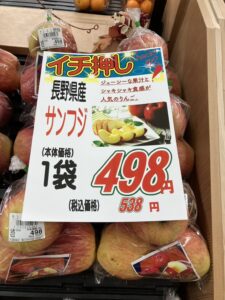 イチ押し
長野県産
サンフジ
ジューシーな果汁と
シャキシャキ食感が
人気のりんご
(本体価格)
1袋
498円
(税込価格)
538円
498